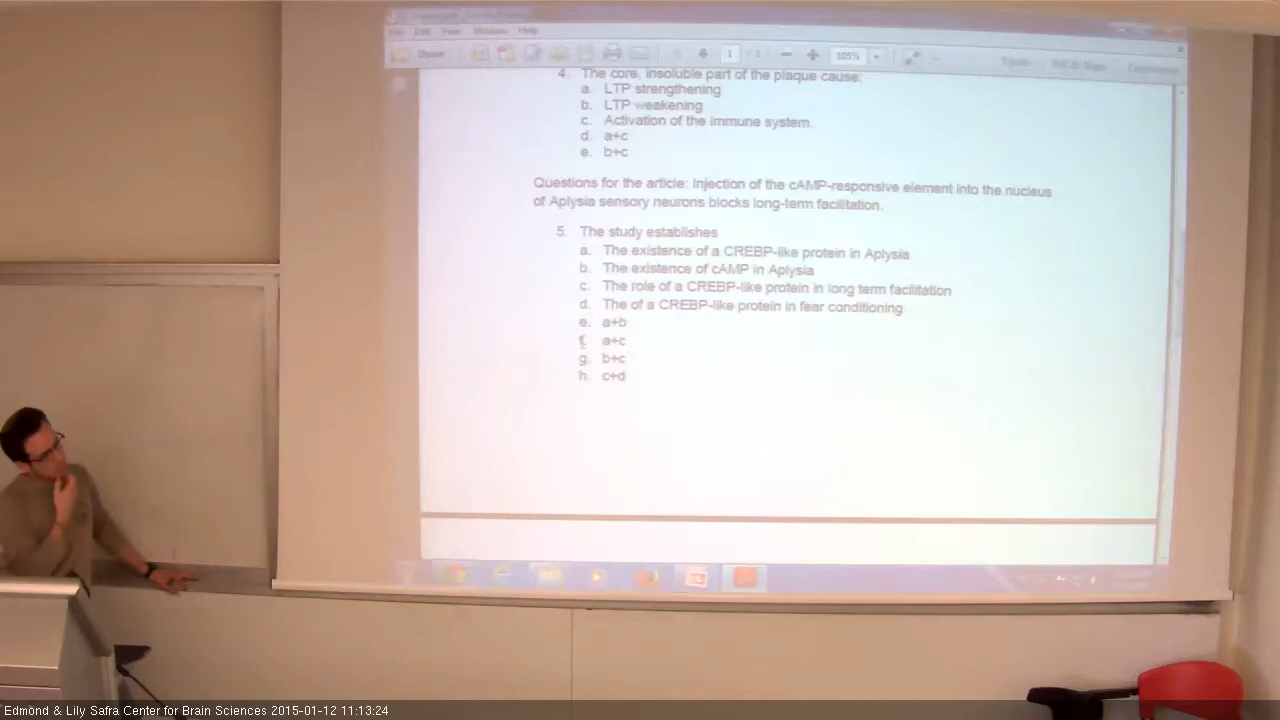 Window Help
1
105%
4. The core, insoluble part of the plaque cause:
a. LTP strengthening
b. LTP weakening
c. Activation of the immune system.
d. a+c
e. b+c
Questions for the article: Injection of the cAMP-responsive element into the nucleus
of Aplysia sensory neurons blocks long-term facilitation.
5. The study establishes
a. The existence of a CREBP-like protein in Aplysia
b. The existence of cAMP in Aplysia
c. The role of a CREBP-like protein in long term facilitation
d. The of a CREBP-like protein in fear conditioning
e. a+b
f. a+c
g. b+c
h. c+d
Edmond & Lily Safra Center for Brain Sciences 2015-01-12 11:13:24